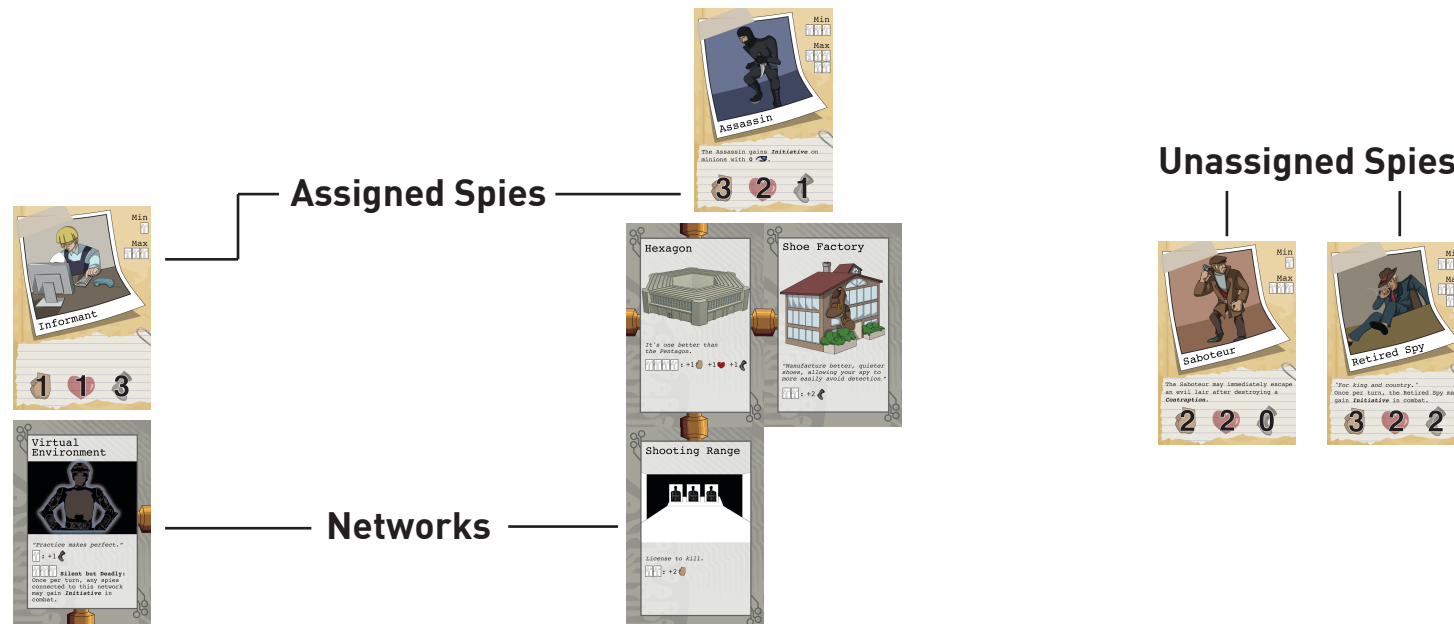 Min
Max
Assassin
The Assassin gains Initiative on
minions with 0 .
3 2 1
Assigned Spies
Unassigned Spies
Min
Max
Informant
1 1 3
Min
Max
Saboteur
The Saboteur may immediately escape
an evil lair after destroying a
Contraption.
2 2 0
Retired Spy
"For king and country."
Once per turn, the Retired Spy
gain Initiative in combat.
3 2 2
Hexagon
It's one better than
the Pentagon.
: +1 +1 +1
Shoe Factory
"Manufacture better, quieter
shoes, allowing your spy to
more easily avoid detection"
: +2
Virtual
Environment
"Practice makes perfect."
: +1
Silent but Deadly:
Once per turn, any spies
connected to this network
may gain Initiative in
combat.
Networks
Shooting Range
License to kill.
: +2